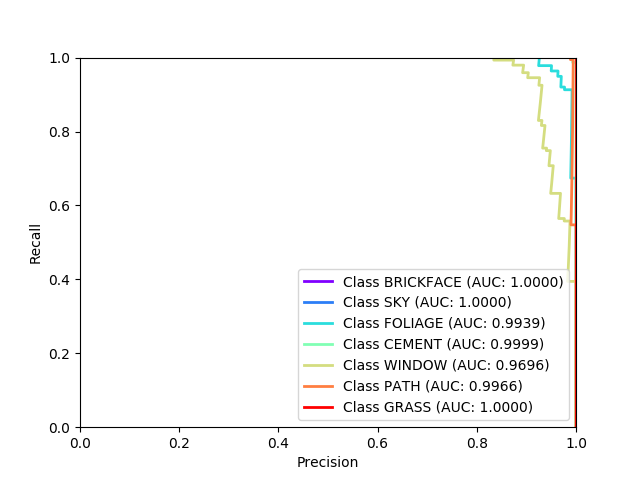 1.0
0.8
0.6
0.4
0.2
0.0
Recall
Class BRICKFACE (AUC: 1.0000)
Class SKY (AUC: 1.0000)
Class FOLIAGE (AUC: 0.9939)
Class CEMENT (AUC: 0.9999)
Class WINDOW (AUC: 0.9696)
Class PATH (AUC: 0.9966)
Class GRASS (AUC: 1.0000)
0.0 0.2 0.4 0.6 0.8 1.0
Precision